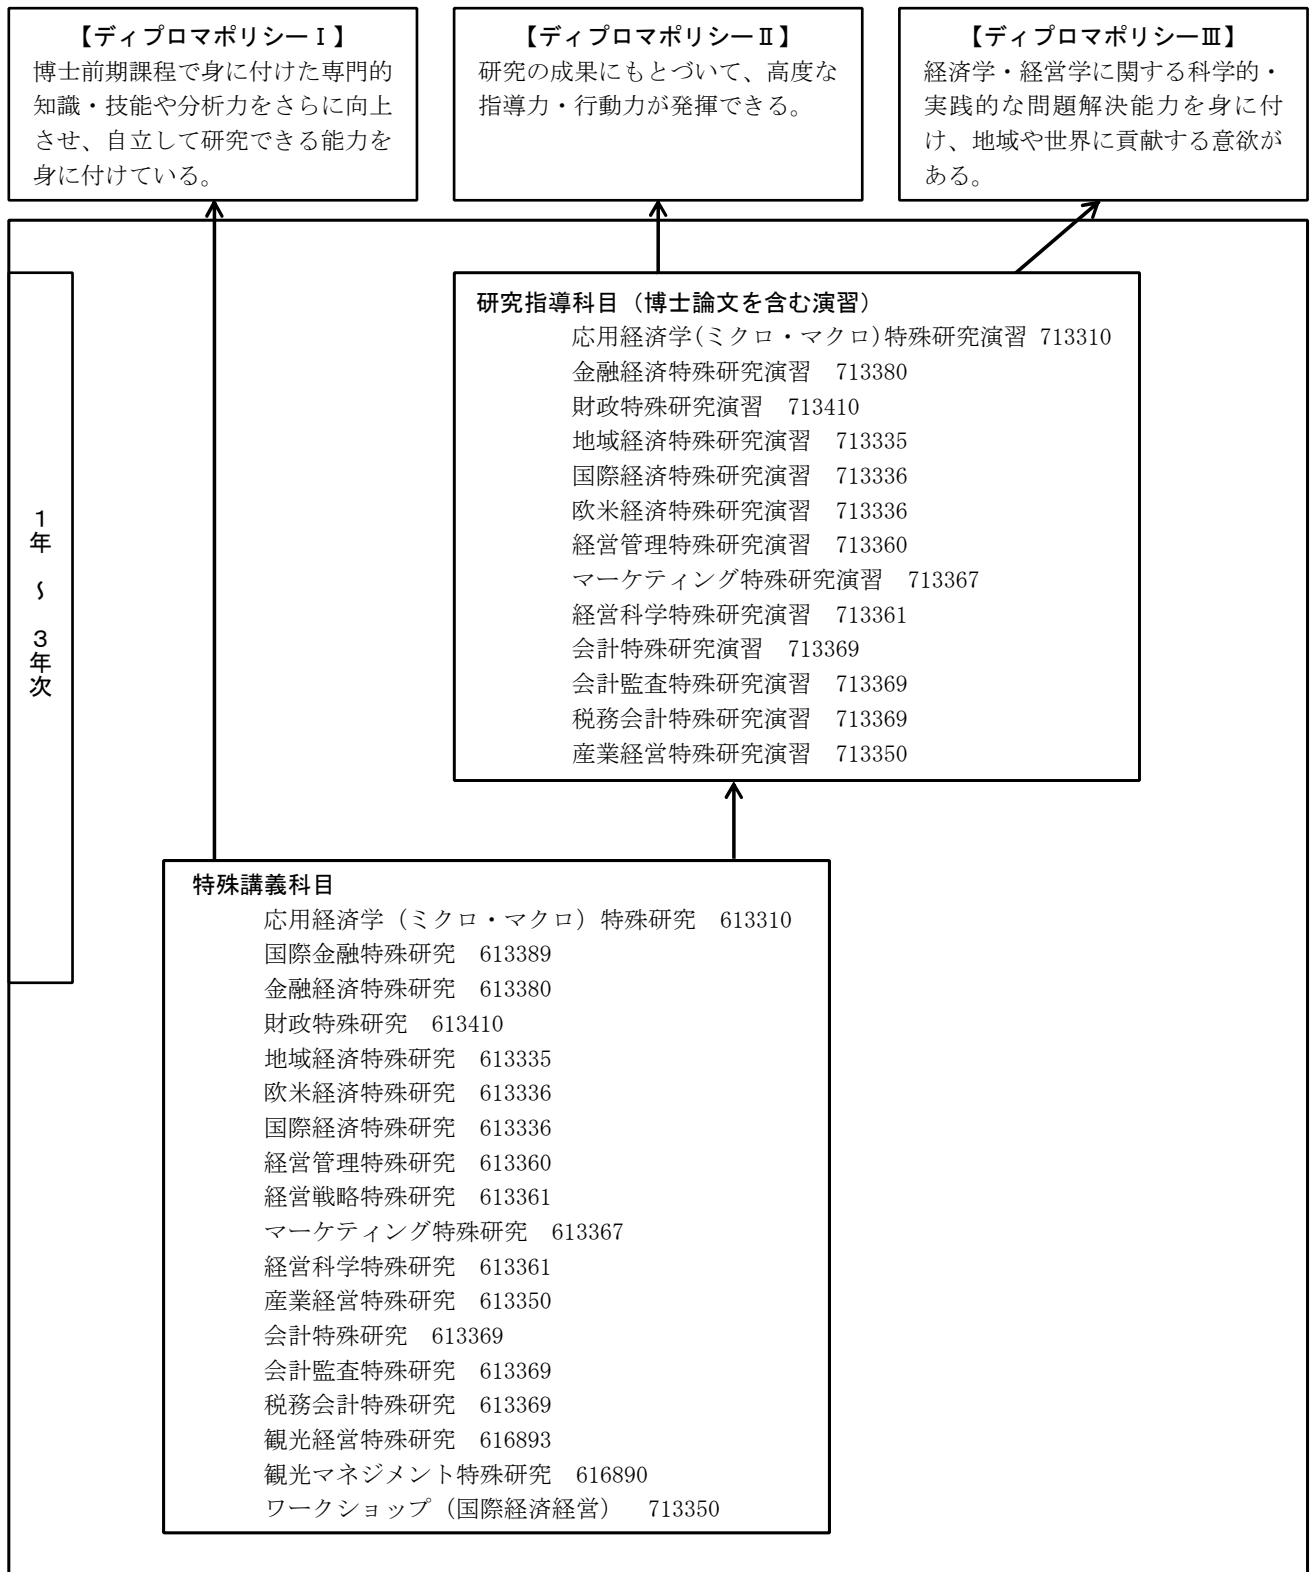 【ディプロマポリシーⅠ】
博士前期課程で身に付けた専門的
知識・技能や分析力をさらに向上
させ、自立して研究できる能力を
身に付けている。
【ディプロマポリシーⅡ】
研究の成果にもとづいて、高度な
指導力・行動力が発揮できる。
【ディプロマポリシーⅢ】
経済学・経営学に関する科学的・
実践的な問題解決能力を身に付
け、地域や世界に貢献する意欲が
ある。
1年 ～ 3年次
研究指導科目（博士論文を含む演習）
応用経済学(ミクロ・マクロ)特殊研究演習 713310
金融経済特殊研究演習　713380
財政特殊研究演習　713410
地域経済特殊研究演習　713335
国際経済特殊研究演習　713336
欧米経済特殊研究演習　713336
経営管理特殊研究演習　713360
マーケティング特殊研究演習　713367
経営科学特殊研究演習　713361
会計特殊研究演習　713369
会計監査特殊研究演習　713369
税務会計特殊研究演習　713369
産業経営特殊研究演習　713350
特殊講義科目
応用経済学（ミクロ・マクロ）特殊研究　613310
国際金融特殊研究　613389
金融経済特殊研究　613380
財政特殊研究　613410
地域経済特殊研究　613335
欧米経済特殊研究　613336
国際経済特殊研究　613336
経営管理特殊研究　613360
経営戦略特殊研究　613361
マーケティング特殊研究　613367
経営科学特殊研究　613361
産業経営特殊研究　613350
会計特殊研究　613369
会計監査特殊研究　613369
税務会計特殊研究　613369
観光経営特殊研究　616893
観光マネジメント特殊研究　616890
ワークショップ（国際経済経営）　713350